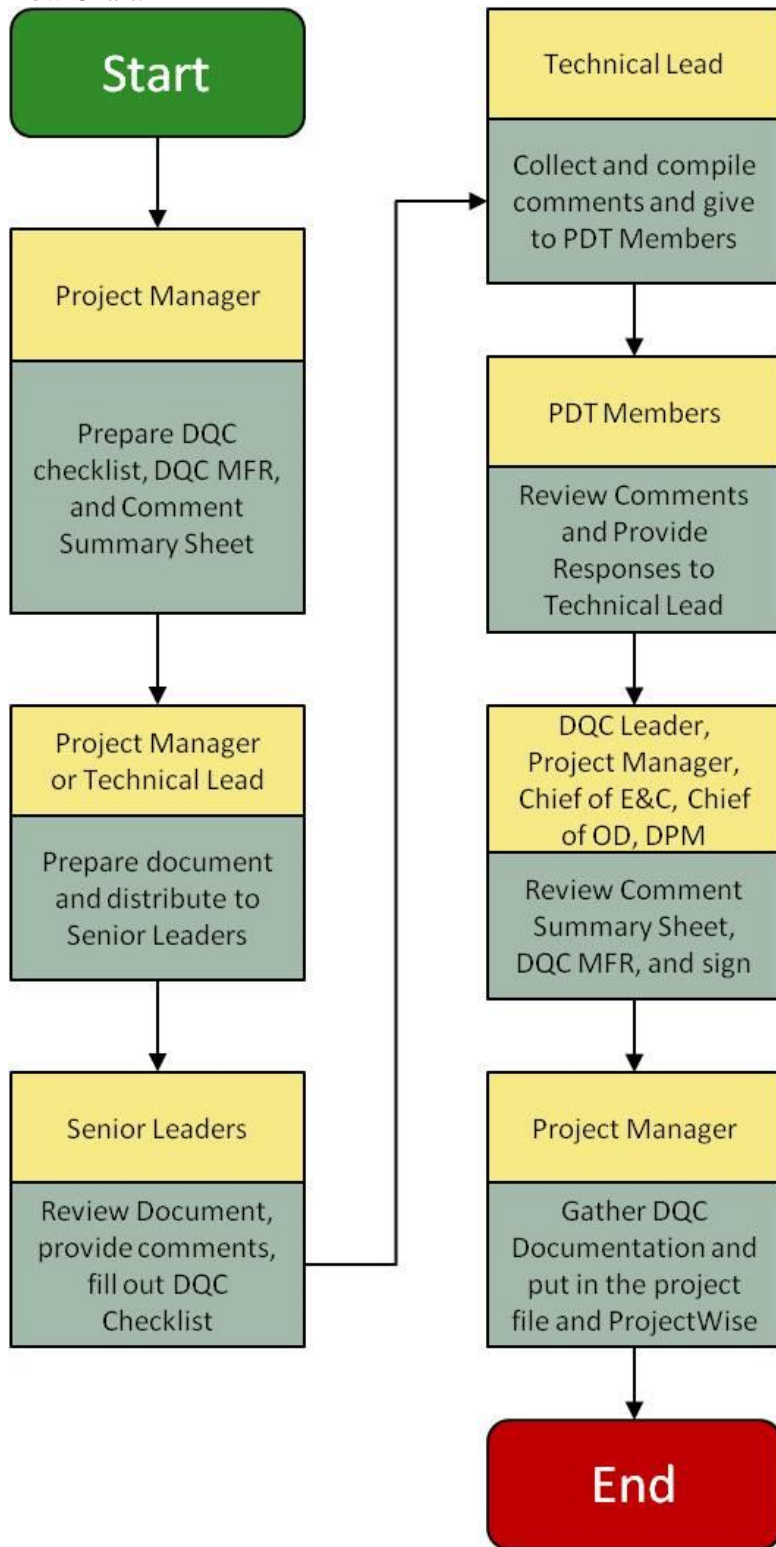 Start
Project Manager
Prepare DQC
checklist, DQC MFR,
and Comment
Summary Sheet
Project Manager
or Technical Lead
Prepare document
and distribute to
Senior Leaders
Senior Leaders
Review Document,
provide comments,
fill out DQC
Checklist
Technical Lead
Collect and compile
comments and give
to PDT Members
PDT Members
Review Comments
and Provide
Responses to
Technical Lead
DQC Leader,
Project Manager,
Chief of E&C, Chief
of OD, DPM
Review Comment
Summary Sheet,
DQC MFR, and sign
Project Manager
Gather DQC
Documentation and
put in the project
file and ProjectWise
End